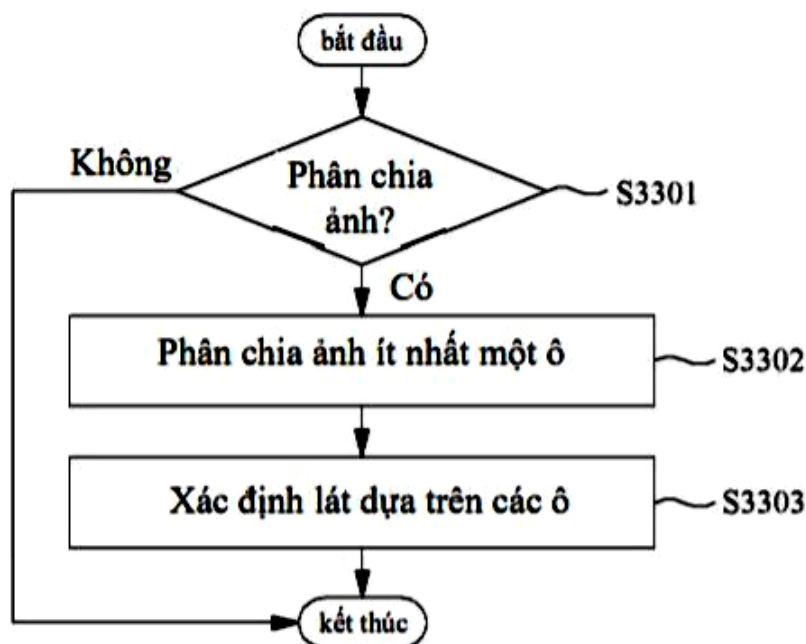 bắt đầu
Không
Phân chia
ảnh?
S3301
Có
Phân chia ảnh ít nhất một ô
S3302
Xác định lát dựa trên các ô
S3303
kết thúc